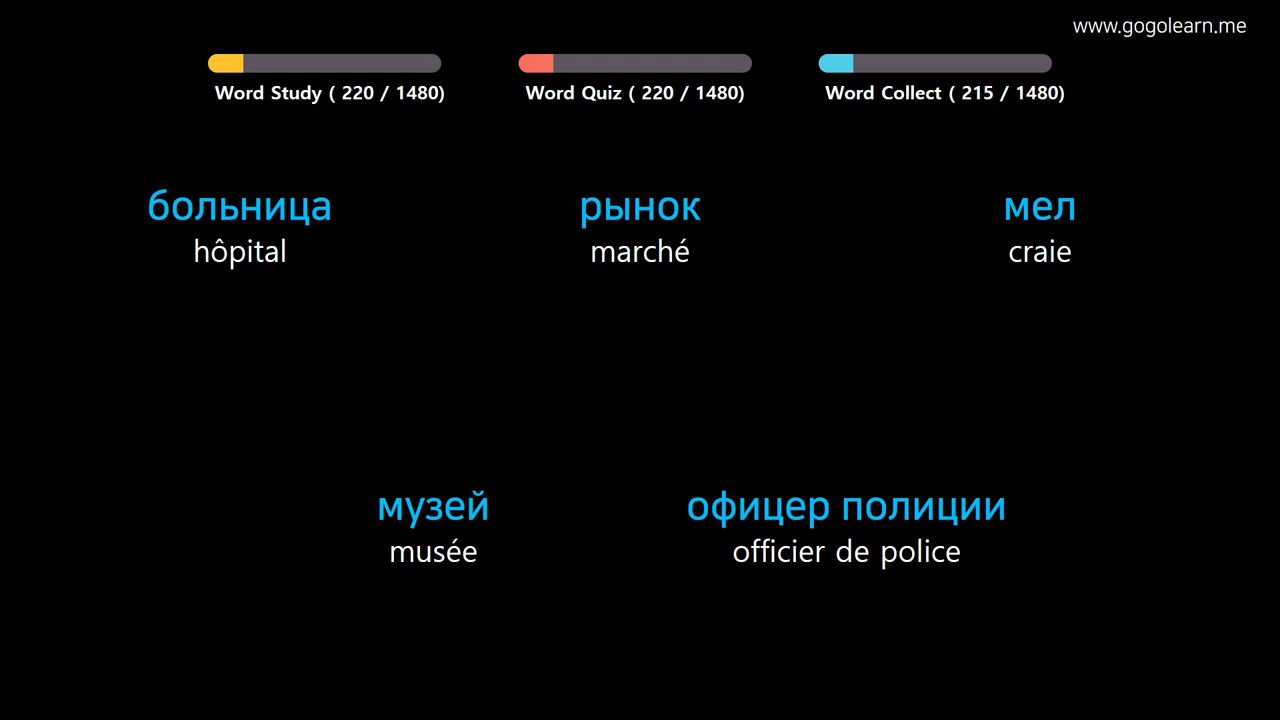 www.gogolearn.me
Word Study ( 220 / 1480)
Word Quiz ( 220 / 1480)
Word Collect ( 215 / 1480)
больница
hôpital
рынок
marché
мел
craie
музей
musée
офицер полиции
officier de police